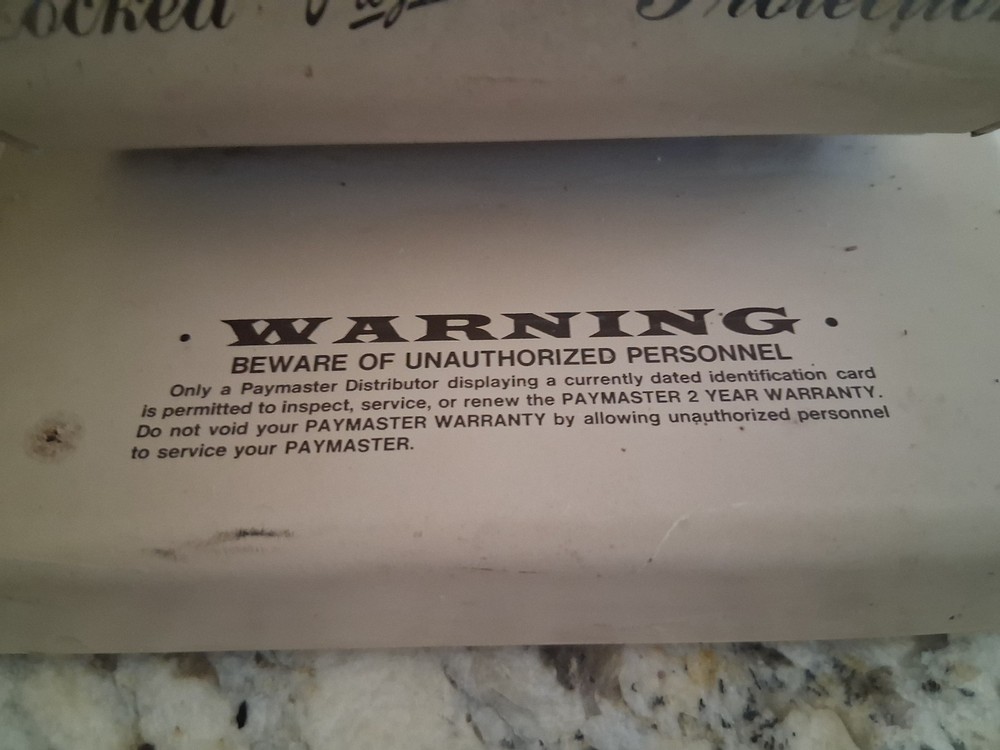 • WARNING •
BEWARE OF UNAUTHORIZED PERSONNEL
Only a Paymaster Distributor displaying a currently dated identification card
is permitted to inspect, service, or renew the PAYMASTER 2 YEAR WARRANTY.
Do not void your PAYMASTER WARRANTY by allowing unauthorized personnel
to service your PAYMASTER.